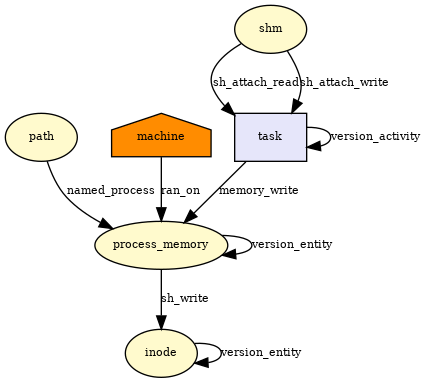 shm
sh_attach_read
sh_attach_write
path
machine
task
version_activity
named_process
ran_on
memory_write
process_memory
version_entity
sh_write
inode
version_entity